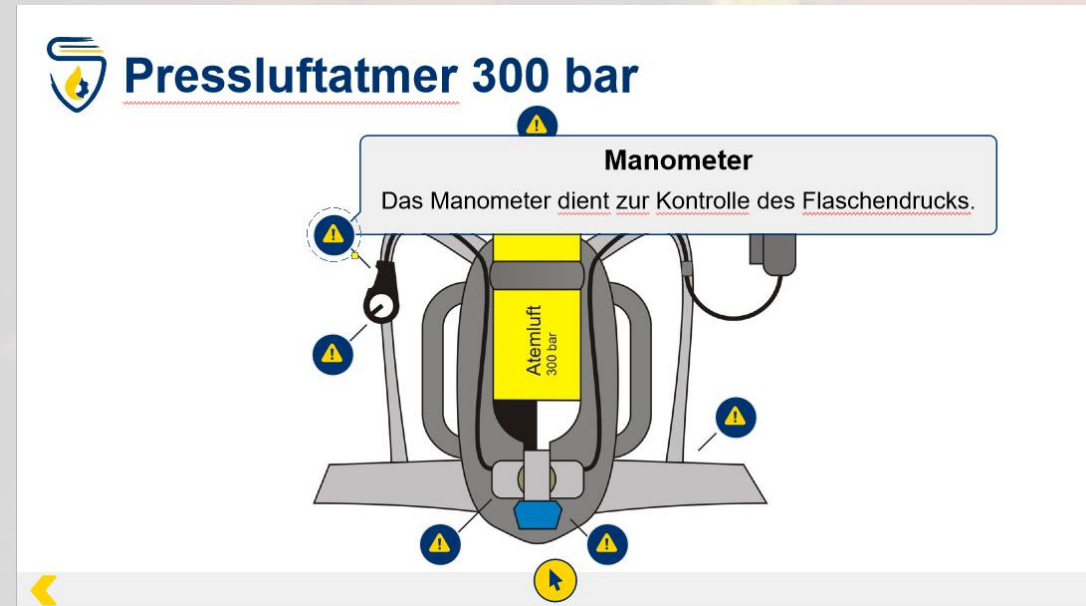 Pressluftatmer 300 bar
Manometer
Das Manometer dient zur Kontrolle des Flaschendrucks.
Atemluft
300 bar